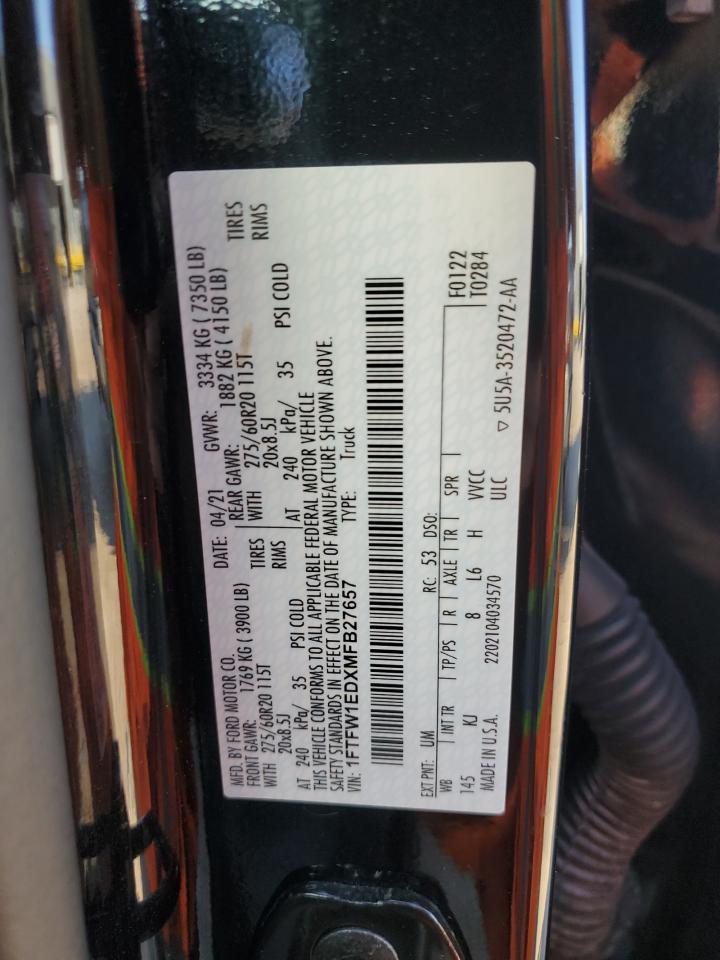 MFD. BY FORD MOTOR CO.
DATE: 04/21 GVWR: 3334 KG ( 7350 LB)
FRONT GAWR: 1769 KG ( 3900 LB) REAR GAWR: 1882 KG ( 4150 LB)
WITH 275/60R20 115T TIRES WITH 275/60R20 115T TIRES
20x8.5J RIMS 20x8.5J RIMS
AT 240 kPa/ 35 PSI COLD AT 240 kPa/ 35 PSI COLD
THIS VEHICLE CONFORMS TO ALL APPLICABLE FEDERAL MOTOR VEHICLE
SAFETY STANDARDS IN EFFECT ON THE DATE OF MANUFACTURE SHOWN ABOVE.
VIN: 1FTFW1EDXMFB27657 TYPE: Truck
EXT PNT: UM RC: 53 DSO: F0122
WB INT TR TP/PS R AXLE TR SPR T0284
145 KJ 8 L6 H VVCC
MADE IN U.S.A. 2202104034570 ULC ▽ 5U5A-3520472-AA